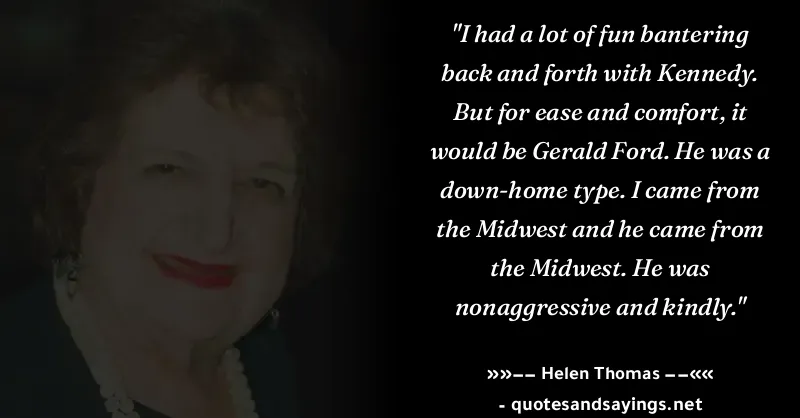 "I had a lot of fun bantering
back and forth with Kennedy.
But for ease and comfort, it
would be Gerald Ford. He was a
down-home type. I came from
the Midwest and he came from
the Midwest. He was
nonaggressive and kindly."
»»—— Helen Thomas ——««
- quotesandsayings.net